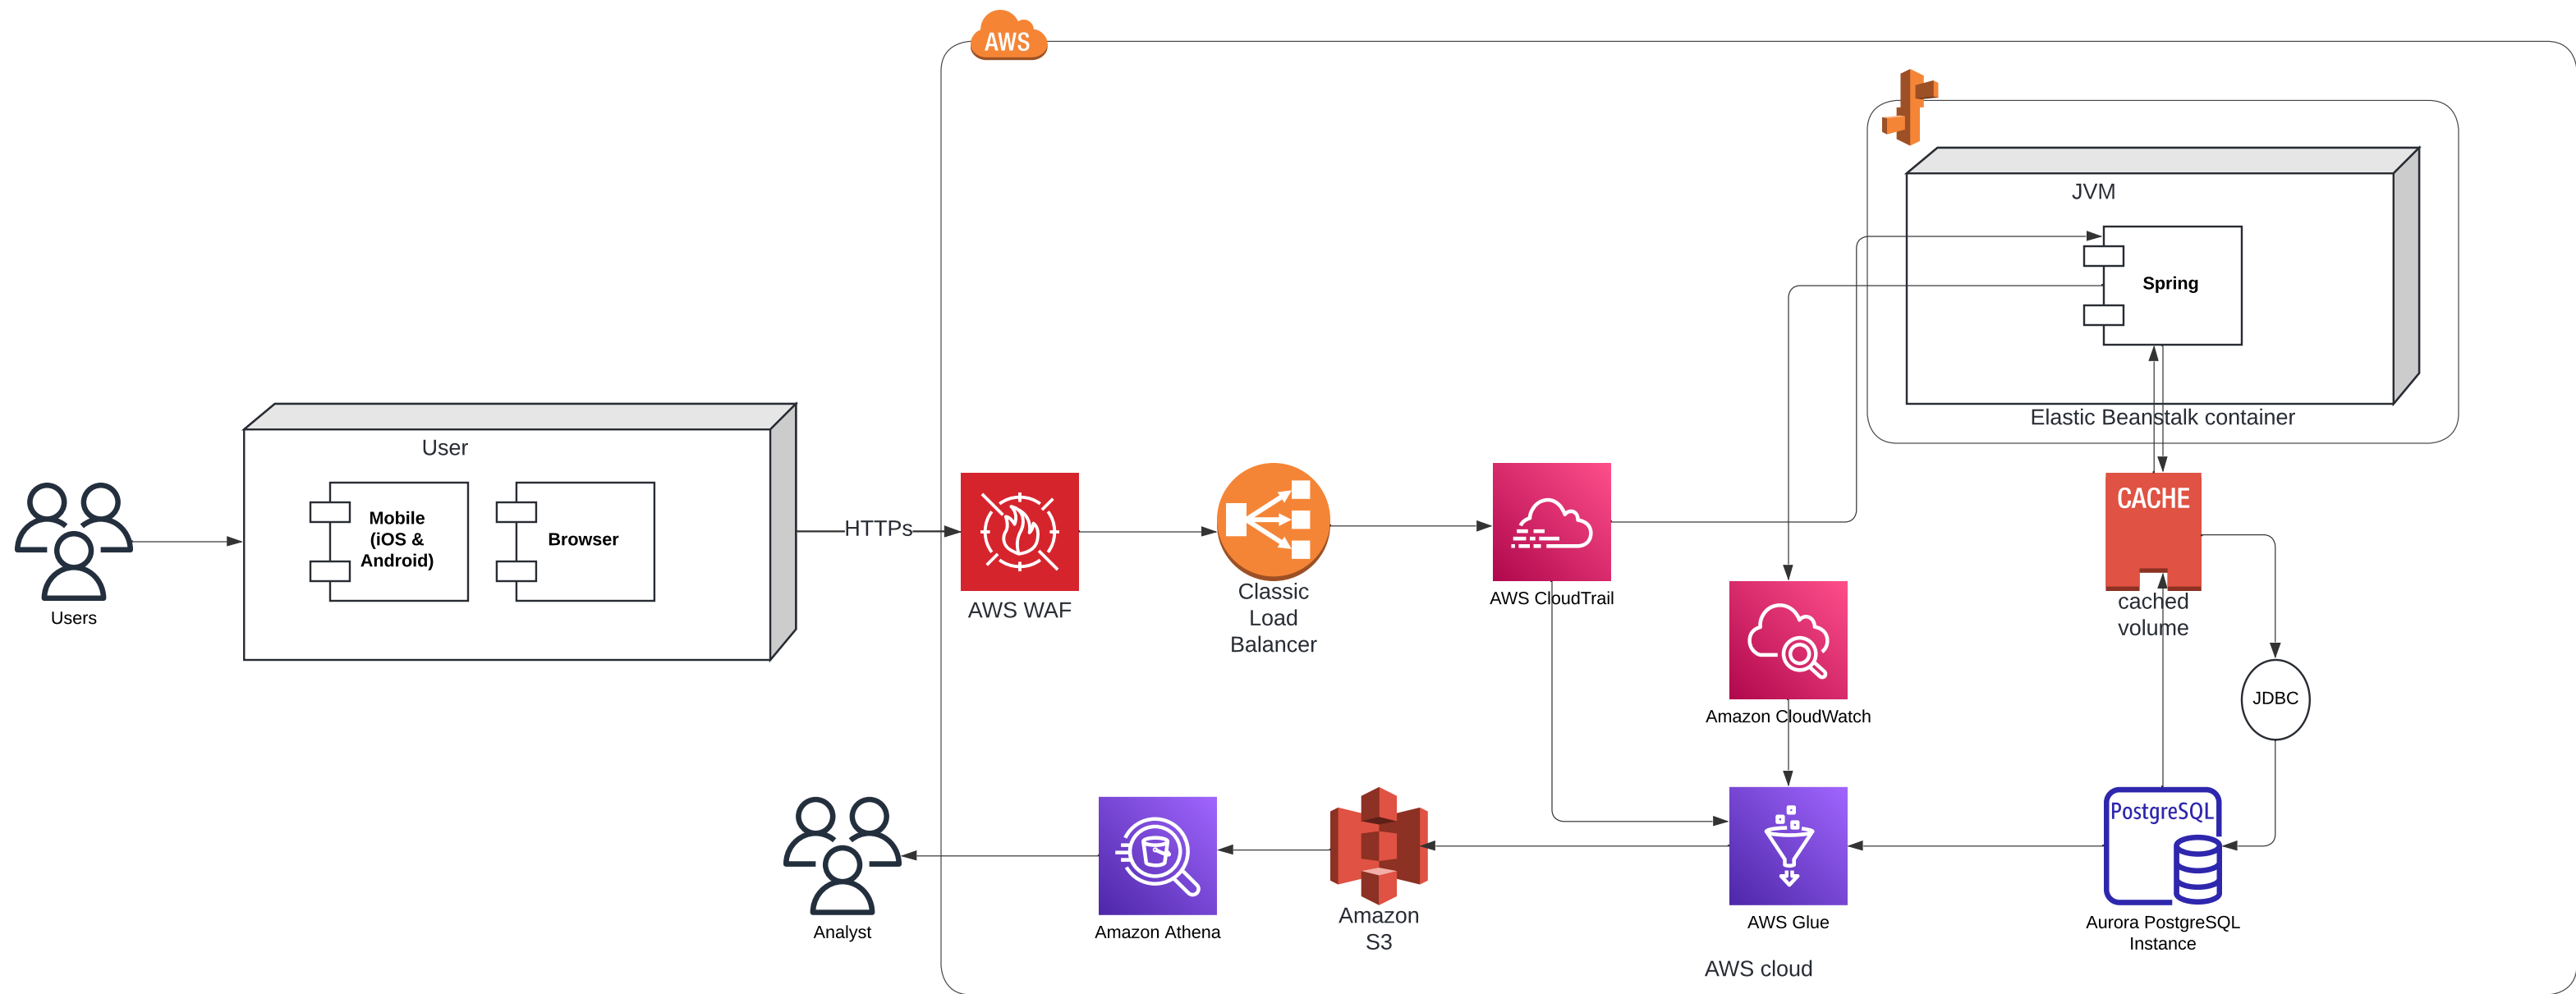 AWS
JVM
Spring
Elastic Beanstalk container
User
Mobile
(iOS &
Android)
Browser
Users
HTTPs
AWS WAF
Classic
Load
Balancer
AWS CloudTrail
Amazon CloudWatch
CACHE
cached
volume
JDBC
Analyst
Amazon Athena
Amazon
S3
AWS Glue
PostgreSQL
Aurora PostgreSQL
Instance
AWS cloud